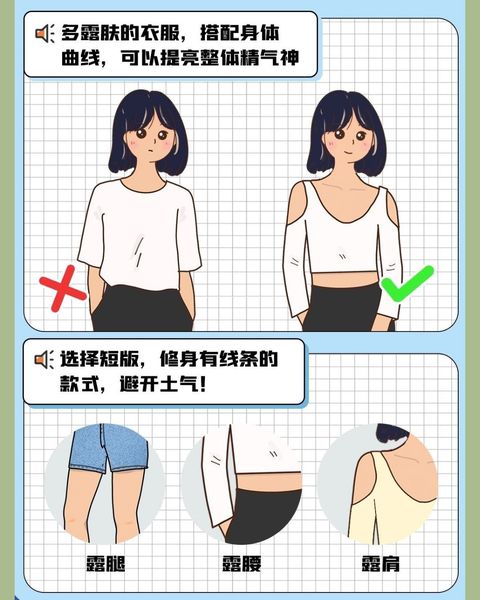 多露肤的衣服，搭配身体
曲线，可以提亮整体精气神
选择短版，修身有线条的
款式，避开土气！
露腿
露腰
露肩